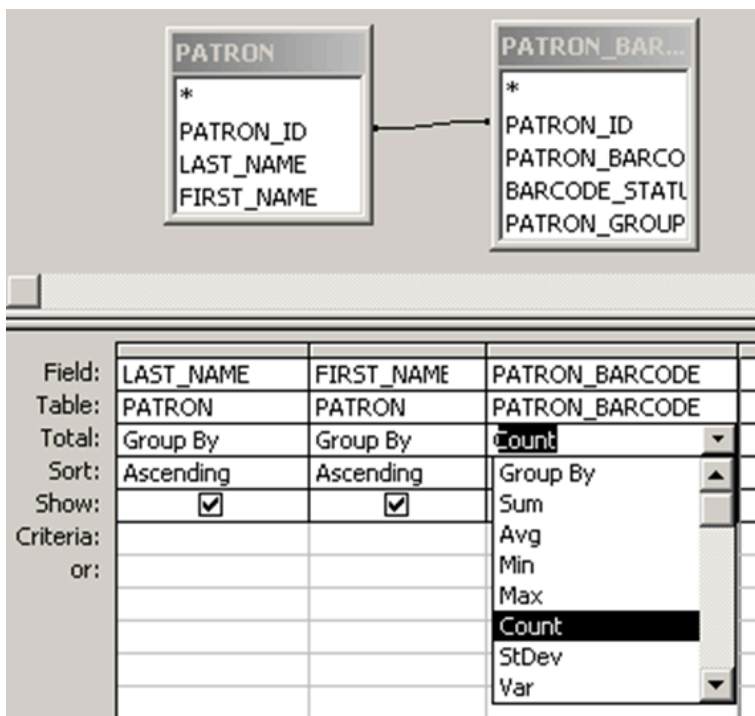 PATRON
*
PATRON_ID
LAST_NAME
FIRST_NAME
PATRON_BAR...
*
PATRON_ID
PATRON_BARCO
BARCODE_STATU
PATRON_GROUP
Field: LAST_NAME FIRST_NAME PATRON_BARCODE
Table: PATRON PATRON PATRON_BARCODE
Total: Group By Group By Count
Sort: Ascending Ascending Group By
Show: Sum
Criteria: Avg
or: Min
Max
Count
StDev
Var